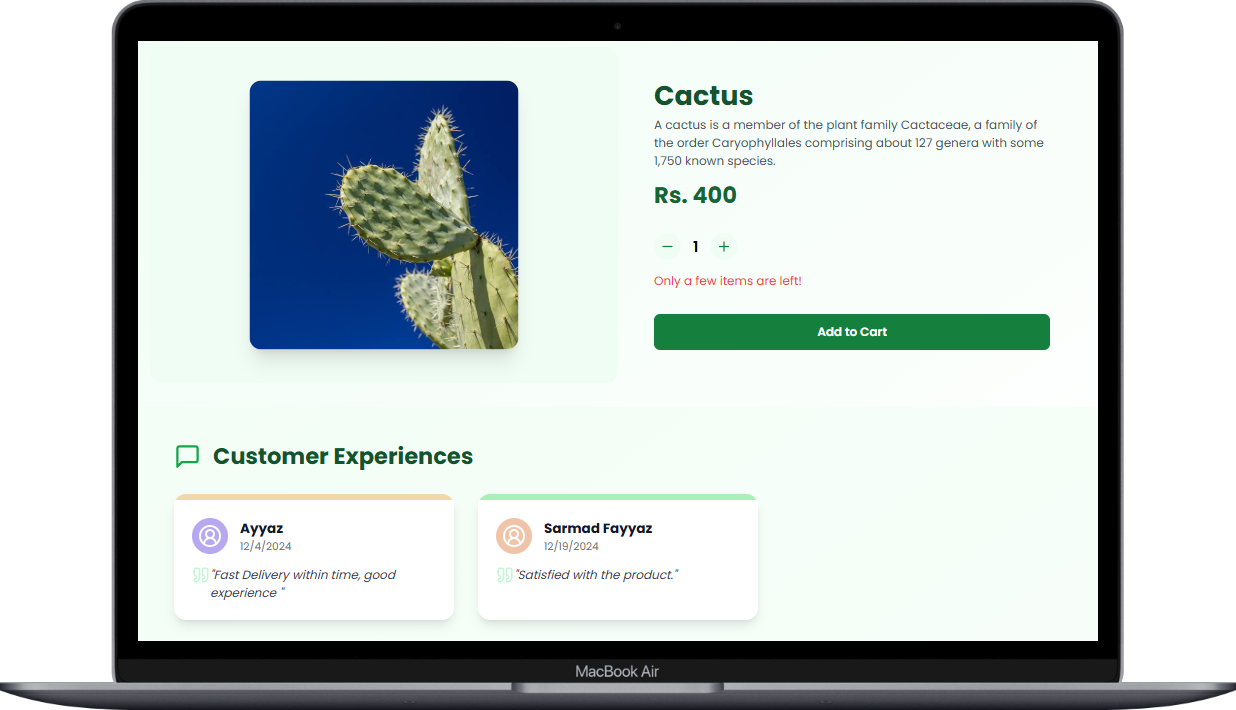 Cactus
A cactus is a member of the plant family Cactaceae, a family of
the order Caryophyllales comprising about 127 genera with some
1,750 known species.
Rs. 400
− 1 +
Only a few items are left!
Add to Cart
Customer Experiences
Ayyaz
12/4/2024
"Fast Delivery within time, good
experience "
Sarmad Fayyaz
12/19/2024
"Satisfied with the product."
MacBook Air